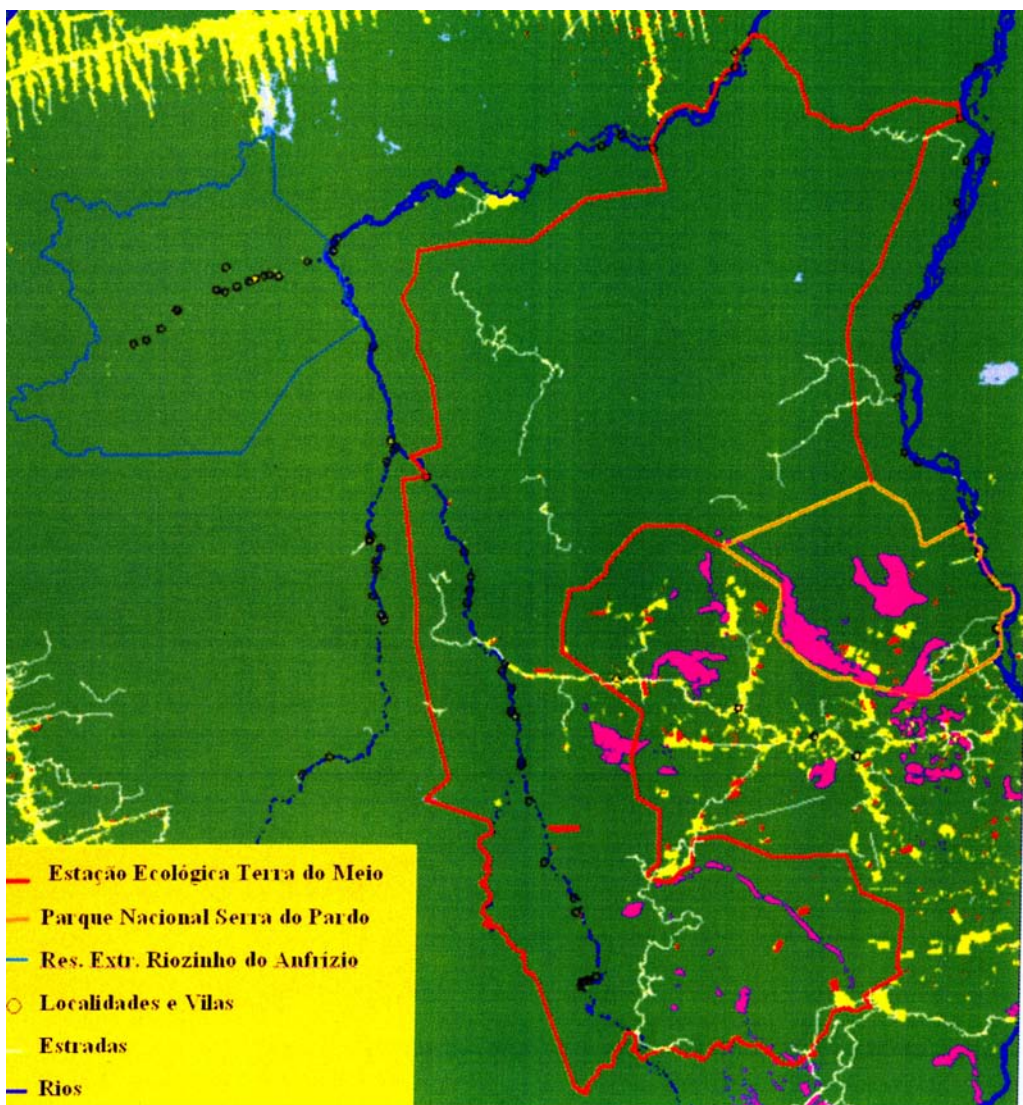 Estação Ecológica Terra do Meio
Parque Nacional Serra do Pardo
Res. Extr. Riozinho do Anfrízio
Localidades e Vilas
Estradas
Rios